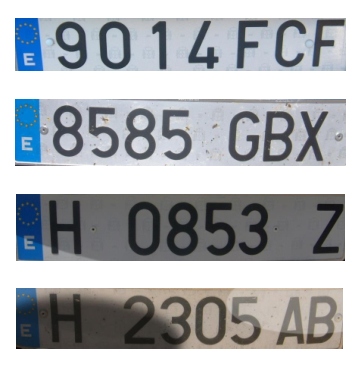 E 9014 FCF
E 8585 GBX
E H 0853 Z
E H 2305 AB